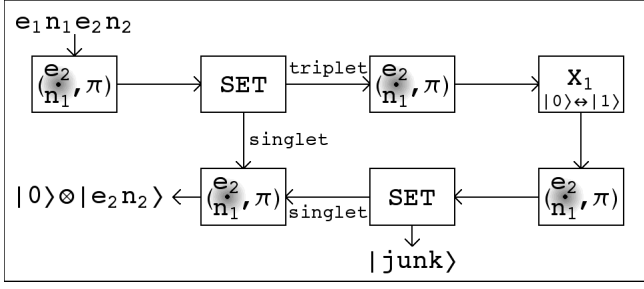 e₁n₁e₂n₂
(e₂ n₁, π)
SET
triplet
(e₂ n₁, π)
X₁
|0⟩↔|1⟩
singlet
|0⟩⊗|e₂n₂⟩
(e₂ n₁, π)
singlet
SET
(e₂ n₁, π)
|junk⟩